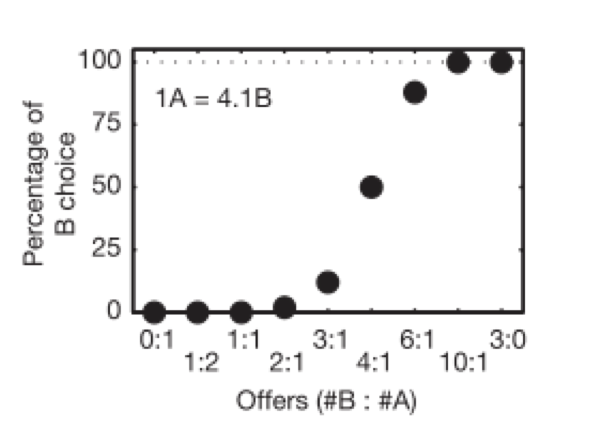 100
75
50
25
0
Percentage of
B choice
1A = 4.1B
0:1 1:1 3:1 6:1 3:0
1:2 2:1 4:1 10:1
Offers (#B : #A)